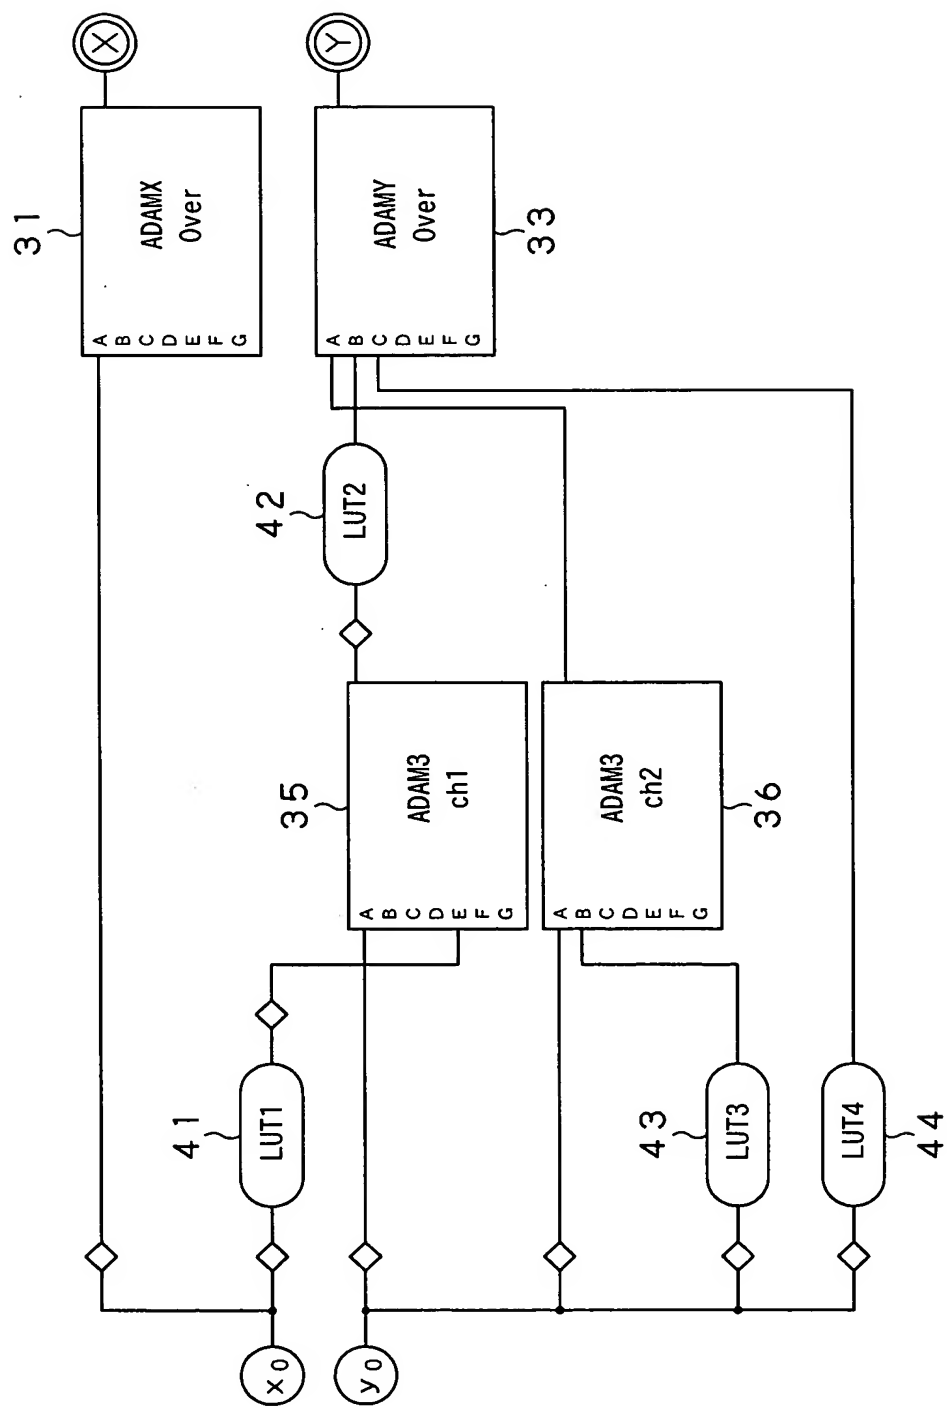 x0
y0
41
LUT1
43
LUT3
LUT4
44
35
A
B
C
D
E
F
G
ADAM3
ch1
A
B
C
D
E
F
G
ADAM3
ch2
36
42
LUT2
31
A
B
C
D
E
F
G
ADAMX
Over
X
A
B
C
D
E
F
G
ADAMY
Over
33
Y